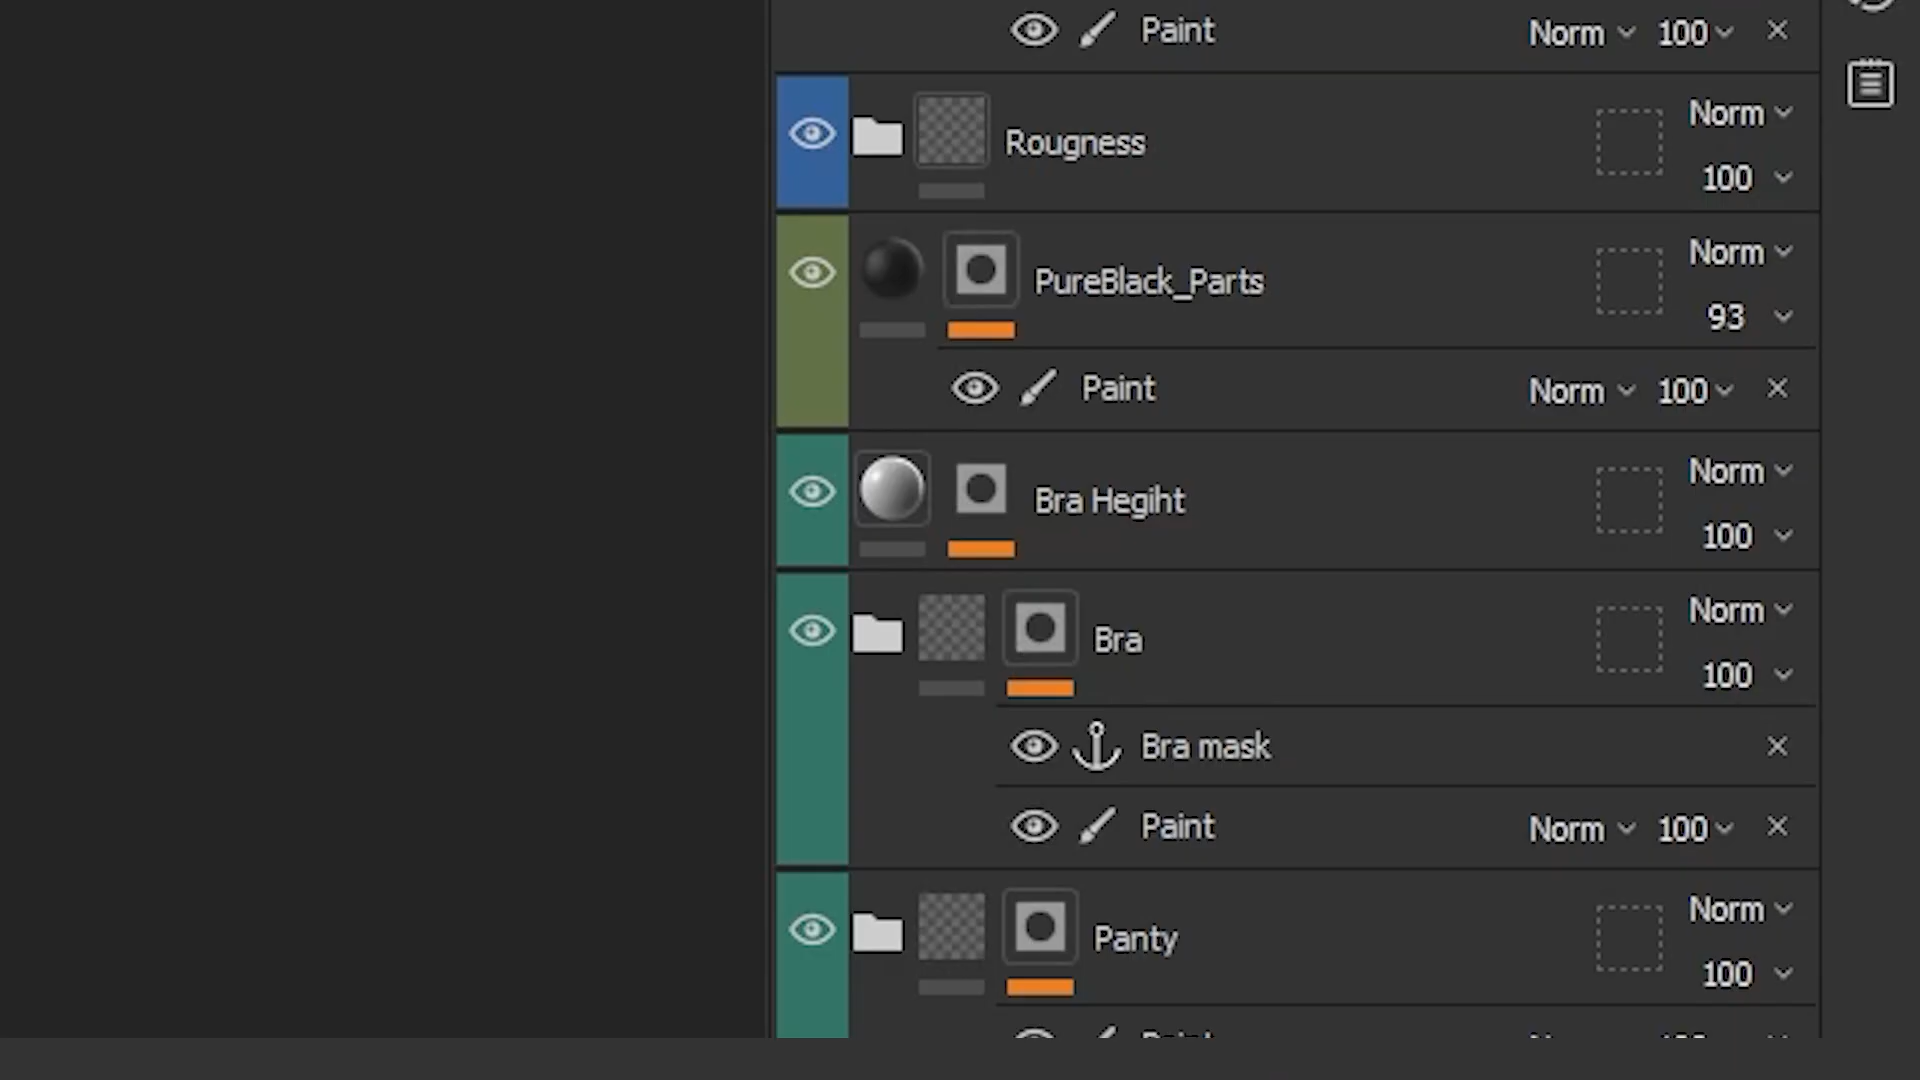 Paint Norm 100
Rougness Norm
100
PureBlack_Parts Norm
93
Paint Norm 100
Bra Hegiht Norm
100
Bra Norm
100
Bra mask
Paint Norm 100
Panty Norm
100